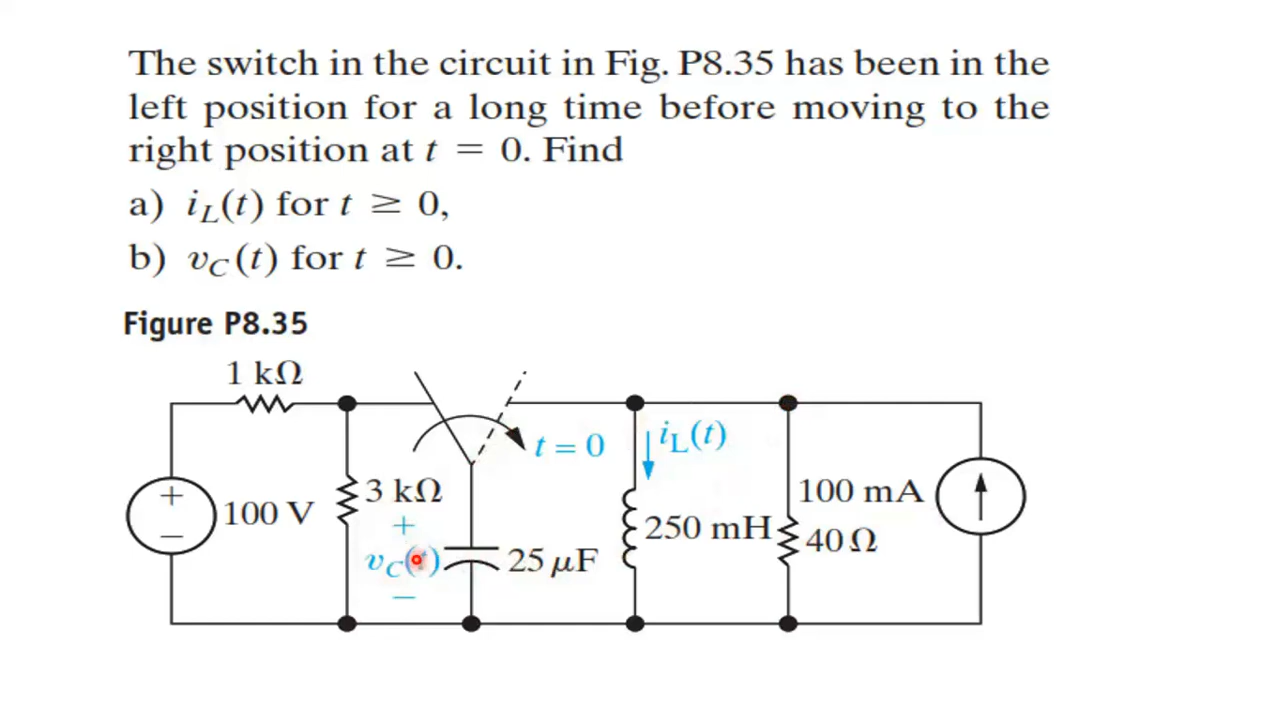 The switch in the circuit in Fig. P8.35 has been in the
left position for a long time before moving to the
right position at t = 0. Find
a) iL(t) for t ≥ 0,
b) vC(t) for t ≥ 0.
Figure P8.35
1 kΩ
t = 0
iL(t)
+
100 V
−
3 kΩ
+
vC(t)
−
25 μF
250 mH
100 mA
40 Ω